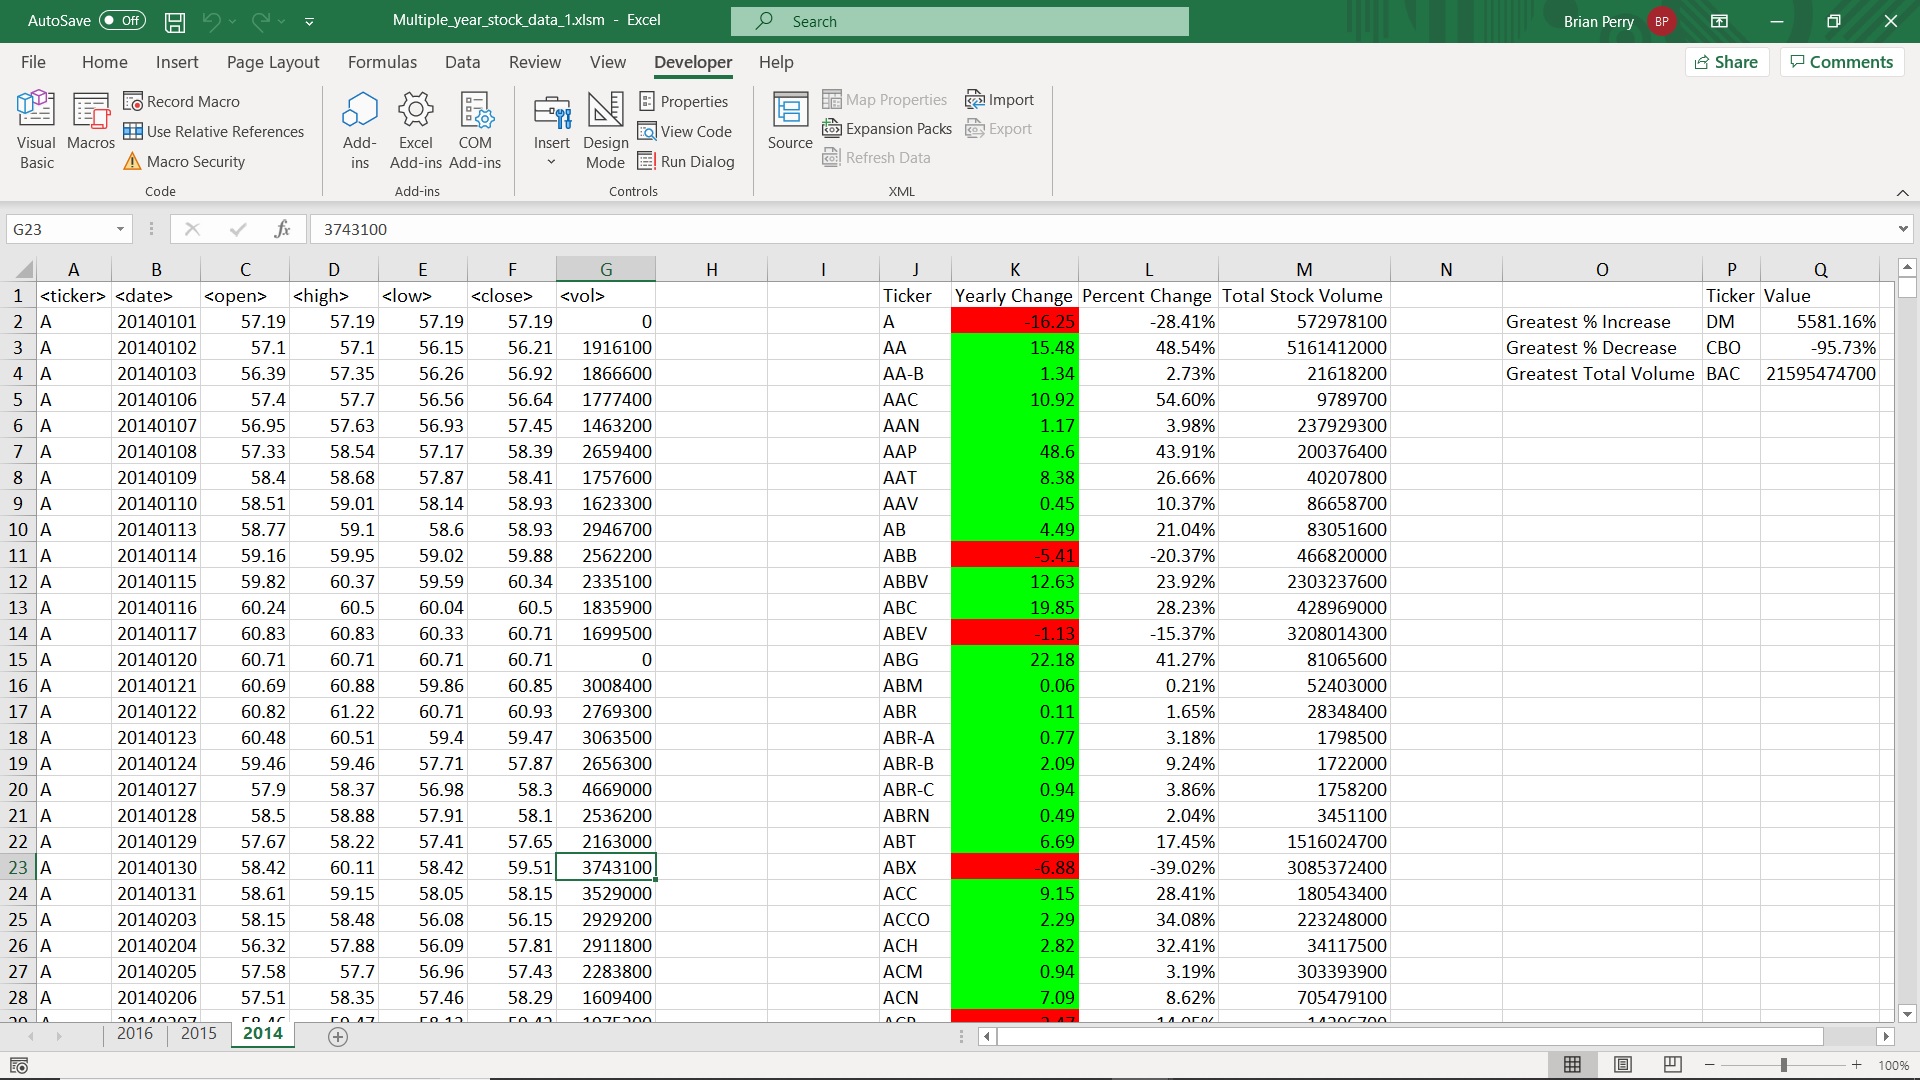 AutoSave Off Multiple_year_stock_data_1.xlsm - Excel Search Brian Perry BP
File Home Insert Page Layout Formulas Data Review View Developer Help Share Comments
Visual Basic Macros Record Macro Use Relative References Macro Security Code
Add-ins Excel Add-ins COM Add-ins Add-ins
Insert Design Mode Properties View Code Run Dialog Controls
Source Map Properties Expansion Packs Refresh Data Import Export XML
G23 fx 3743100
A B C D E F G H I J K L M N O P Q
1 <ticker> <date> <open> <high> <low> <close> <vol> Ticker Yearly Change Percent Change Total Stock Volume Ticker Value
2 A 20140101 57.19 57.19 57.19 57.19 0 A -16.25 -28.41% 572978100 Greatest % Increase DM 5581.16%
3 A 20140102 57.1 57.1 56.15 56.21 1916100 AA 15.48 48.54% 5161412000 Greatest % Decrease CBO -95.73%
4 A 20140103 56.39 57.35 56.26 56.92 1866600 AA-B 1.34 2.73% 21618200 Greatest Total Volume BAC 21595474700
5 A 20140106 57.4 57.7 56.56 56.64 1777400 AAC 10.92 54.60% 9789700
6 A 20140107 56.95 57.63 56.93 57.45 1463200 AAN 1.17 3.98% 237929300
7 A 20140108 57.33 58.54 57.17 58.39 2659400 AAP 48.6 43.91% 200376400
8 A 20140109 58.4 58.68 57.87 58.41 1757600 AAT 8.38 26.66% 40207800
9 A 20140110 58.51 59.01 58.14 58.93 1623300 AAV 0.45 10.37% 86658700
10 A 20140113 58.77 59.1 58.6 58.93 2946700 AB 4.49 21.04% 83051600
11 A 20140114 59.16 59.95 59.02 59.88 2562200 ABB -5.41 -20.37% 466820000
12 A 20140115 59.82 60.37 59.59 60.34 2335100 ABBV 12.63 23.92% 2303237600
13 A 20140116 60.24 60.5 60.04 60.5 1835900 ABC 19.85 28.23% 428969000
14 A 20140117 60.83 60.83 60.33 60.71 1699500 ABEV -1.13 -15.37% 3208014300
15 A 20140120 60.71 60.71 60.71 60.71 0 ABG 22.18 41.27% 81065600
16 A 20140121 60.69 60.88 59.86 60.85 3008400 ABM 0.06 0.21% 52403000
17 A 20140122 60.82 61.22 60.71 60.93 2769300 ABR 0.11 1.65% 28348400
18 A 20140123 60.48 60.51 59.4 59.47 3063500 ABR-A 0.77 3.18% 1798500
19 A 20140124 59.46 59.46 57.71 57.87 2656300 ABR-B 2.09 9.24% 1722000
20 A 20140127 57.9 58.37 56.98 58.3 4669000 ABR-C 0.94 3.86% 1758200
21 A 20140128 58.5 58.88 57.91 58.1 2536200 ABRN 0.49 2.04% 3451100
22 A 20140129 57.67 58.22 57.41 57.65 2163000 ABT 6.69 17.45% 1516024700
23 A 20140130 58.42 60.11 58.42 59.51 3743100 ABX -6.88 -39.02% 3085372400
24 A 20140131 58.61 59.15 58.05 58.15 3529000 ACC 9.15 28.41% 180543400
25 A 20140203 58.15 58.48 56.08 56.15 2929200 ACCO 2.29 34.08% 223248000
26 A 20140204 56.32 57.88 56.09 57.81 2911800 ACH 2.82 32.41% 34117500
27 A 20140205 57.58 57.7 56.96 57.43 2283800 ACM 0.94 3.19% 303393900
28 A 20140206 57.51 58.35 57.46 58.29 1609400 ACN 7.09 8.62% 705479100
2016 2015 2014
100%